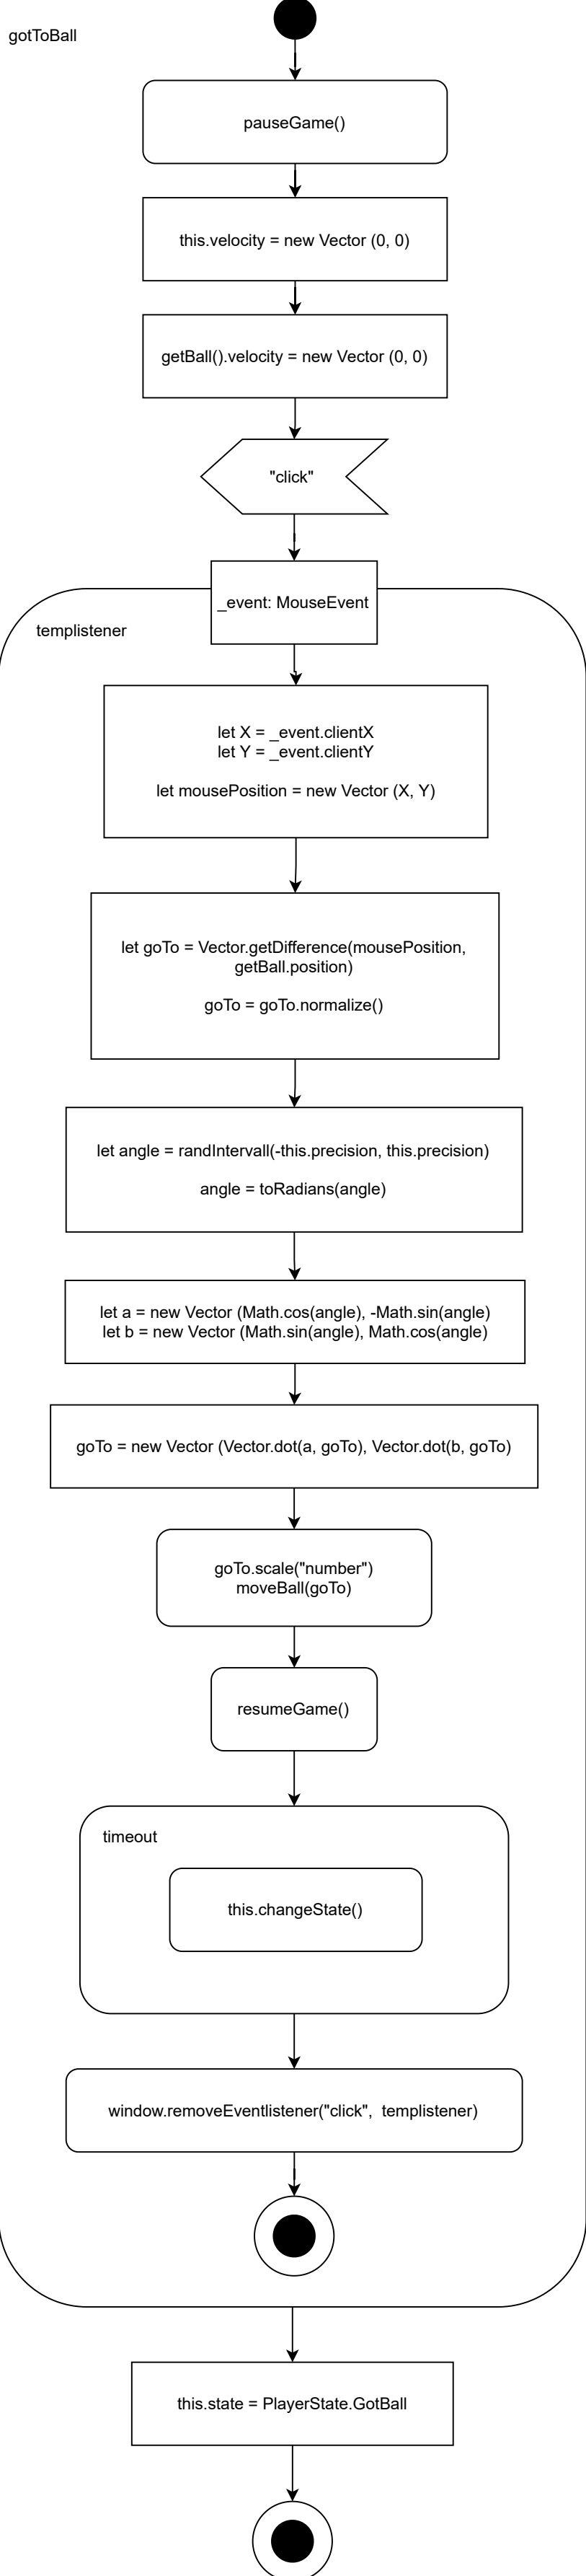 gotToBall
pauseGame()
this.velocity = new Vector (0, 0)
getBall().velocity = new Vector (0, 0)
"click"
_event: MouseEvent
templistener
let X = _event.clientX
let Y = _event.clientY
let mousePosition = new Vector (X, Y)
let goTo = Vector.getDifference(mousePosition,
getBall.position)
goTo = goTo.normalize()
let angle = randIntervall(-this.precision, this.precision)
angle = toRadians(angle)
let a = new Vector (Math.cos(angle), -Math.sin(angle)
let b = new Vector (Math.sin(angle), Math.cos(angle)
goTo = new Vector (Vector.dot(a, goTo), Vector.dot(b, goTo)
goTo.scale("number")
moveBall(goTo)
resumeGame()
timeout
this.changeState()
window.removeEventlistener("click",  templistener)
this.state = PlayerState.GotBall